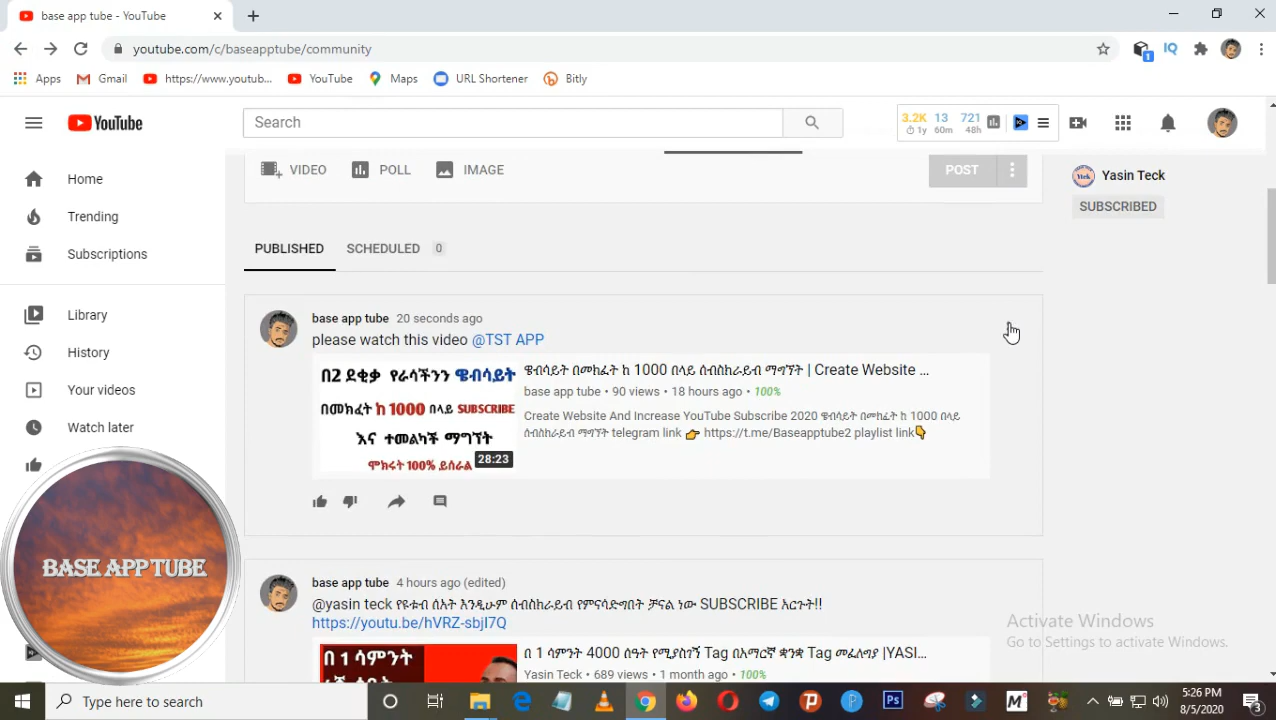 base app tube - YouTube
youtube.com/c/baseapptube/community
Apps Gmail https://www.youtub... YouTube Maps URL Shortener Bitly
YouTube
Search
3.2K 13 721
1y 60m 48h
Home
Trending
Subscriptions
Library
History
Your videos
Watch later
VIDEO POLL IMAGE POST
Yasin Teck
SUBSCRIBED
PUBLISHED SCHEDULED 0
base app tube 20 seconds ago
please watch this video @TST APP
በ2 ደቂቃ የራሳችንን ዌብሳይት
በመክፈት ከ 1000 በላይ SUBSCRIBE
እና ተመልካች ማግኘት
ሞክሩት 100% ይሰራል 28:23
ዌብሳይት በመክፈት ከ 1000 በላይ ሰብስክራይብ ማግኘት | Create Website ...
base app tube • 90 views • 18 hours ago • 100%
Create Website And Increase YouTube Subscribe 2020 ዌብሳይት በመክፈት ከ 1000 በላይ
ሰብስክራይብ ማግኘት telegram link 👉 https://t.me/Baseapptube2 playlist link👇
base app tube 4 hours ago (edited)
@yasin teck የዩቱብ ሰአት እንዲሁም ሰብስክራይብ የምናሳድግበት ቻናል ነው SUBSCRIBE እርጉት!!
https://youtu.be/hVRZ-sbjI7Q
በ 1 ሳምንት
በ 1 ሳምንት 4000 ሰዓት የሚያስገኝ Tag በአማርኛ ቋንቋ Tag መፈለግያ |YASI...
Yasin Teck • 689 views • 1 month ago • 100%
BASE APP TUBE
Activate Windows
Go to Settings to activate Windows.
Type here to search
5:26 PM
8/5/2020
3